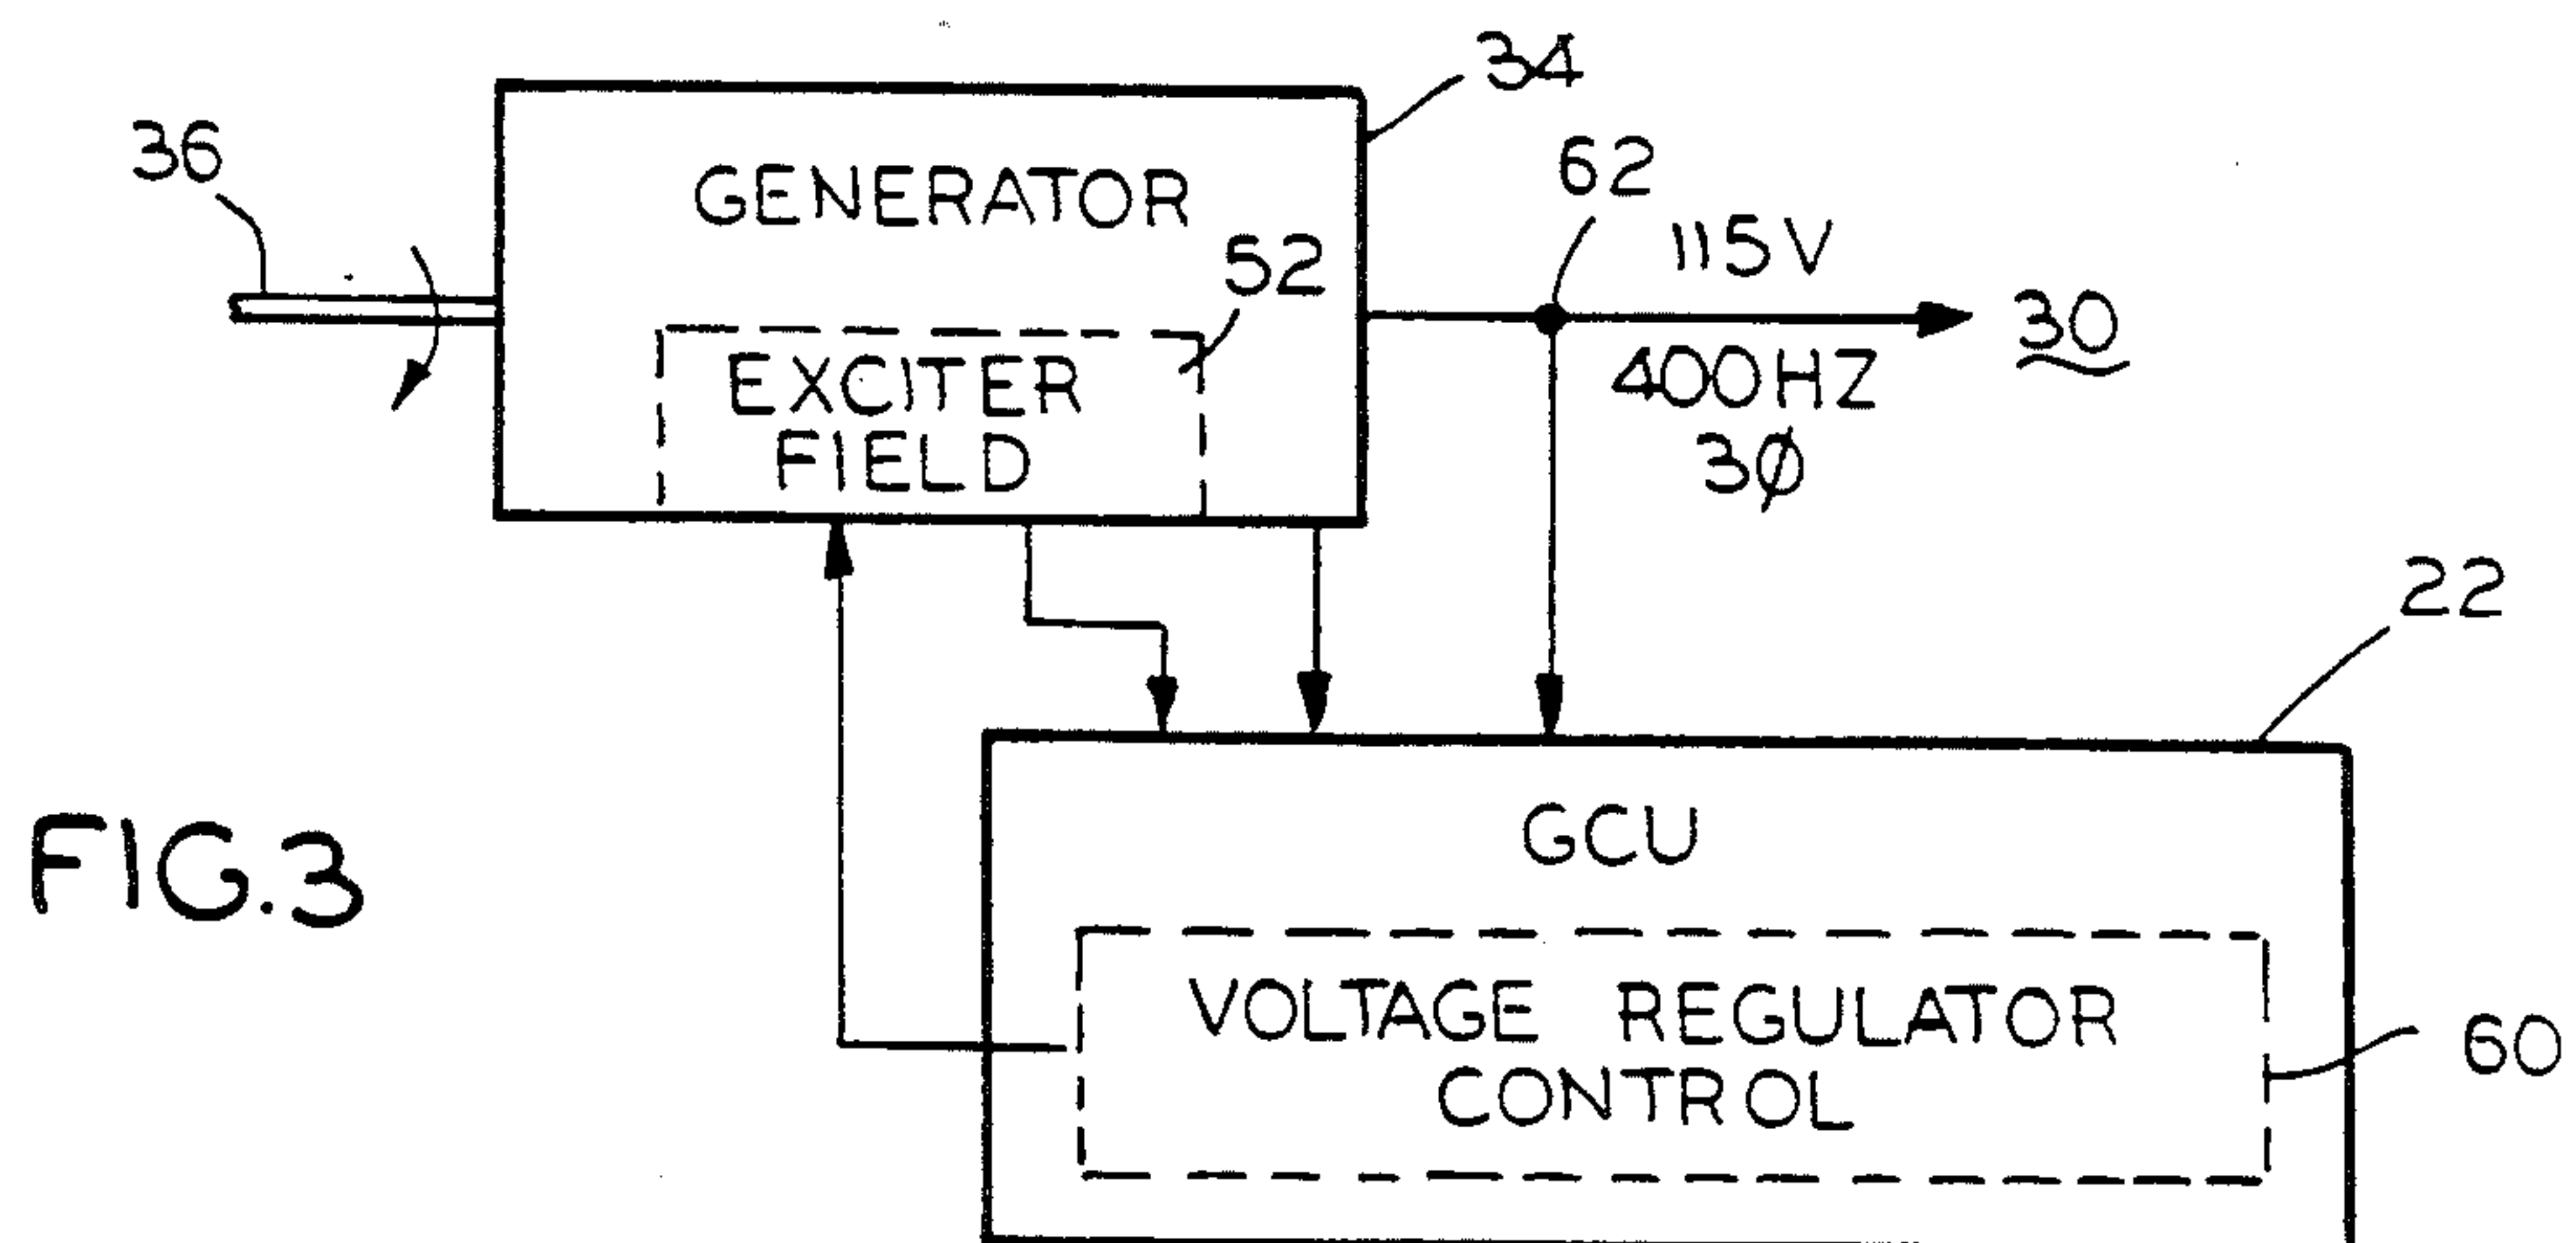 34
36
GENERATOR
62
52
115V
30
EXCITER
FIELD
400HZ
3Ø
22
GCU
FIG.3
VOLTAGE REGULATOR
CONTROL
60